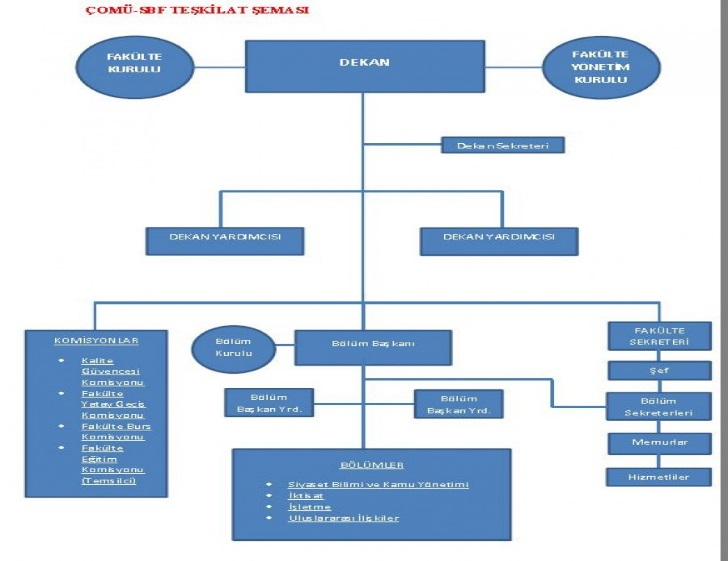 ÇOMÜ-SBF TEŞKİLAT ŞEMASI
FAKÜLTE
KURULU
DEKAN
FAKÜLTE
YÖNETİM
KURULU
Dekan Sekreteri
DEKAN YARDIMCISI
DEKAN YARDIMCISI
KOMİSYONLAR
• Kalite
Güvencesi
Komisyonu
• Fakülte
Yatay Geçiş
Komisyonu
• Fakülte Burs
Komisyonu
• Fakülte
Eğitim
Komisyonu
(Temsilci)
Bölüm
Kurulu
Bölüm Başkanı
Bölüm
Başkan Yrd.
Bölüm
Başkan Yrd.
BÖLÜMLER
• Siyaset Bilimi ve Kamu Yönetimi
• İktisat
• İşletme
• Uluslararası İlişkiler
FAKÜLTE
SEKRETERİ
Şef
Bölüm
Sekreterleri
Memurlar
Hizmetliler